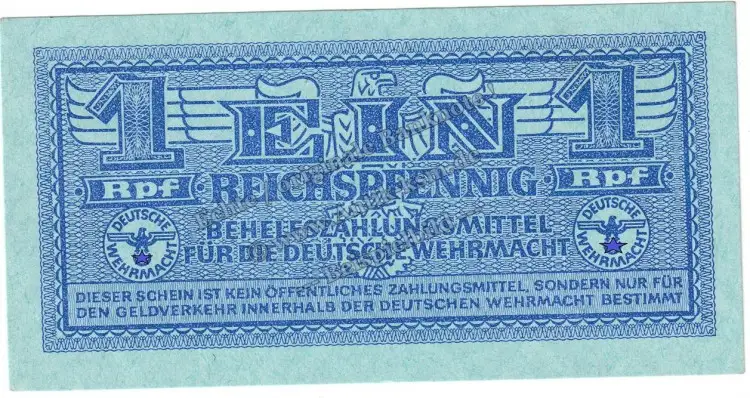 1 EIN 1
Rpf REICHSPFENNIG Rpf
BEHELFSZAHLUNGSMITTEL
FÜR DIE DEUTSCHE WEHRMACHT
DEUTSCHE WEHRMACHT
DEUTSCHE WEHRMACHT
DIESER SCHEIN IST KEIN ÖFFENTLICHES ZAHLUNGSMITTEL, SONDERN NUR FÜR
DEN GELDVERKEHR INNERHALB DER DEUTSCHEN WEHRMACHT BESTIMMT